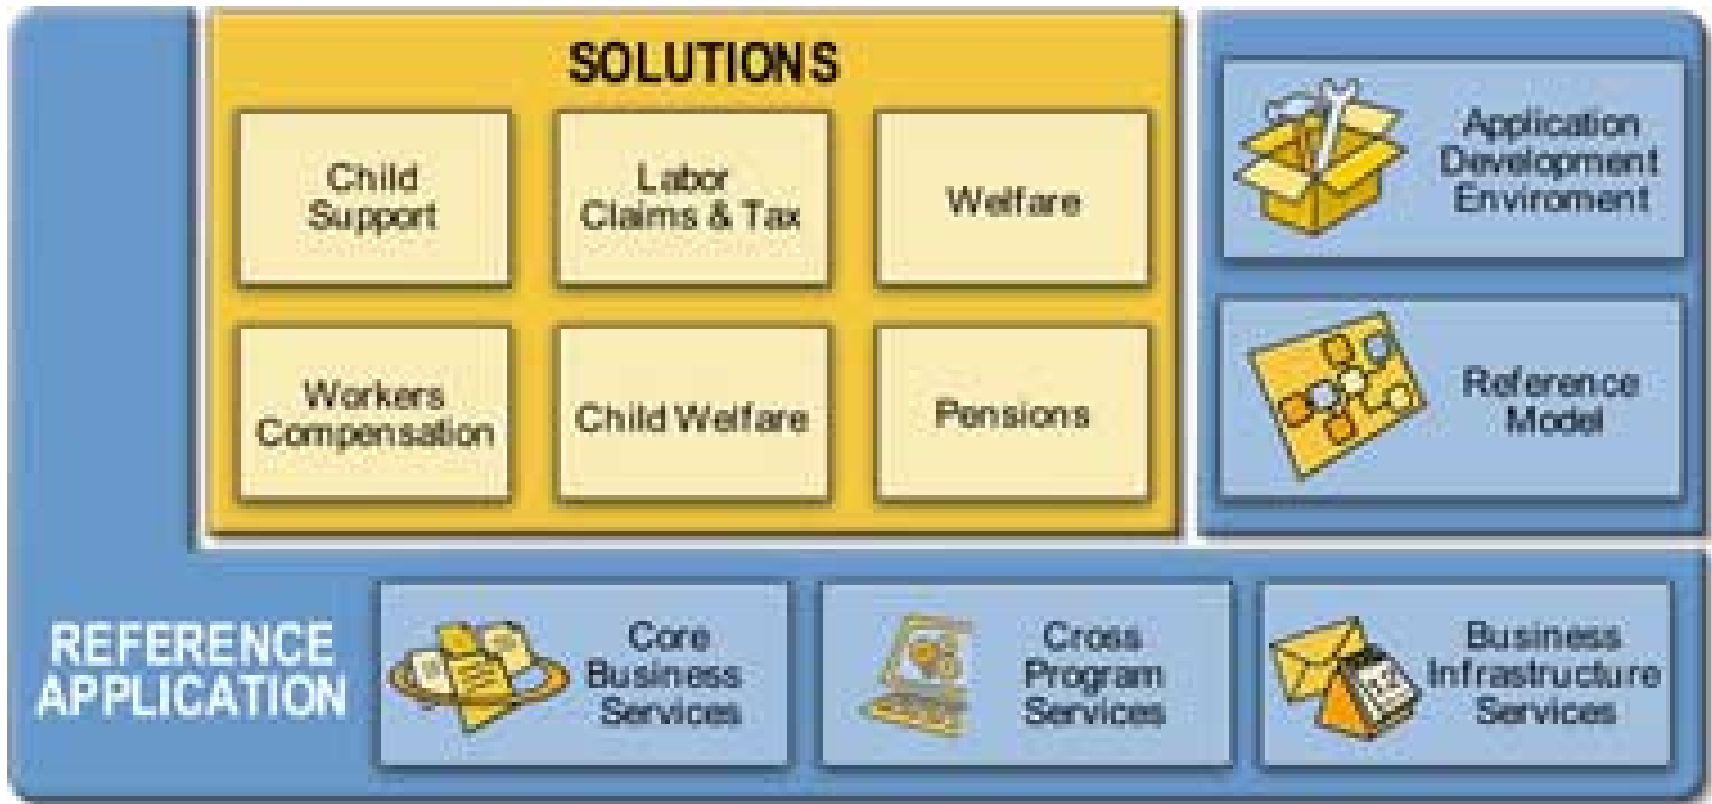 SOLUTIONS
Child
Support
Labor
Claims & Tax
Welfare
Workers
Compensation
Child Welfare
Pensions
Application
Development
Enviroment
Reference
Model
REFERENCE
APPLICATION
Core
Business
Services
Cross
Program
Services
Business
Infrastructure
Services